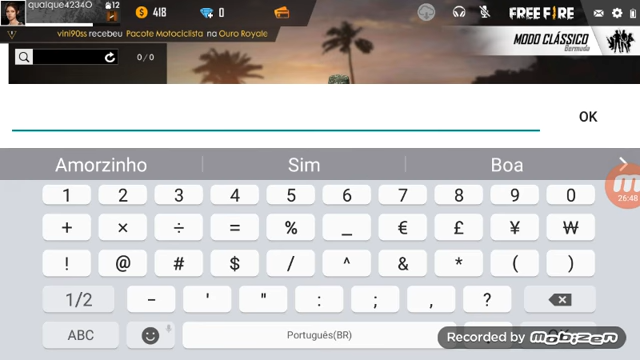 quaique4234O 12 418 0 FREE FIRE
vini90ss recebeu Pacote Motociclista na Ouro Royale
MODO CLÁSSICO
Bermuda
0/0
OK
Amorzinho Sim Boa
1 2 3 4 5 6 7 8 9 0
+ × ÷ = % _ € £ ¥ ₩
! @ # $ / ^ & * ( )
1/2 - ' " : ; , ?
ABC Português(BR)
26:48
Recorded by mobizen